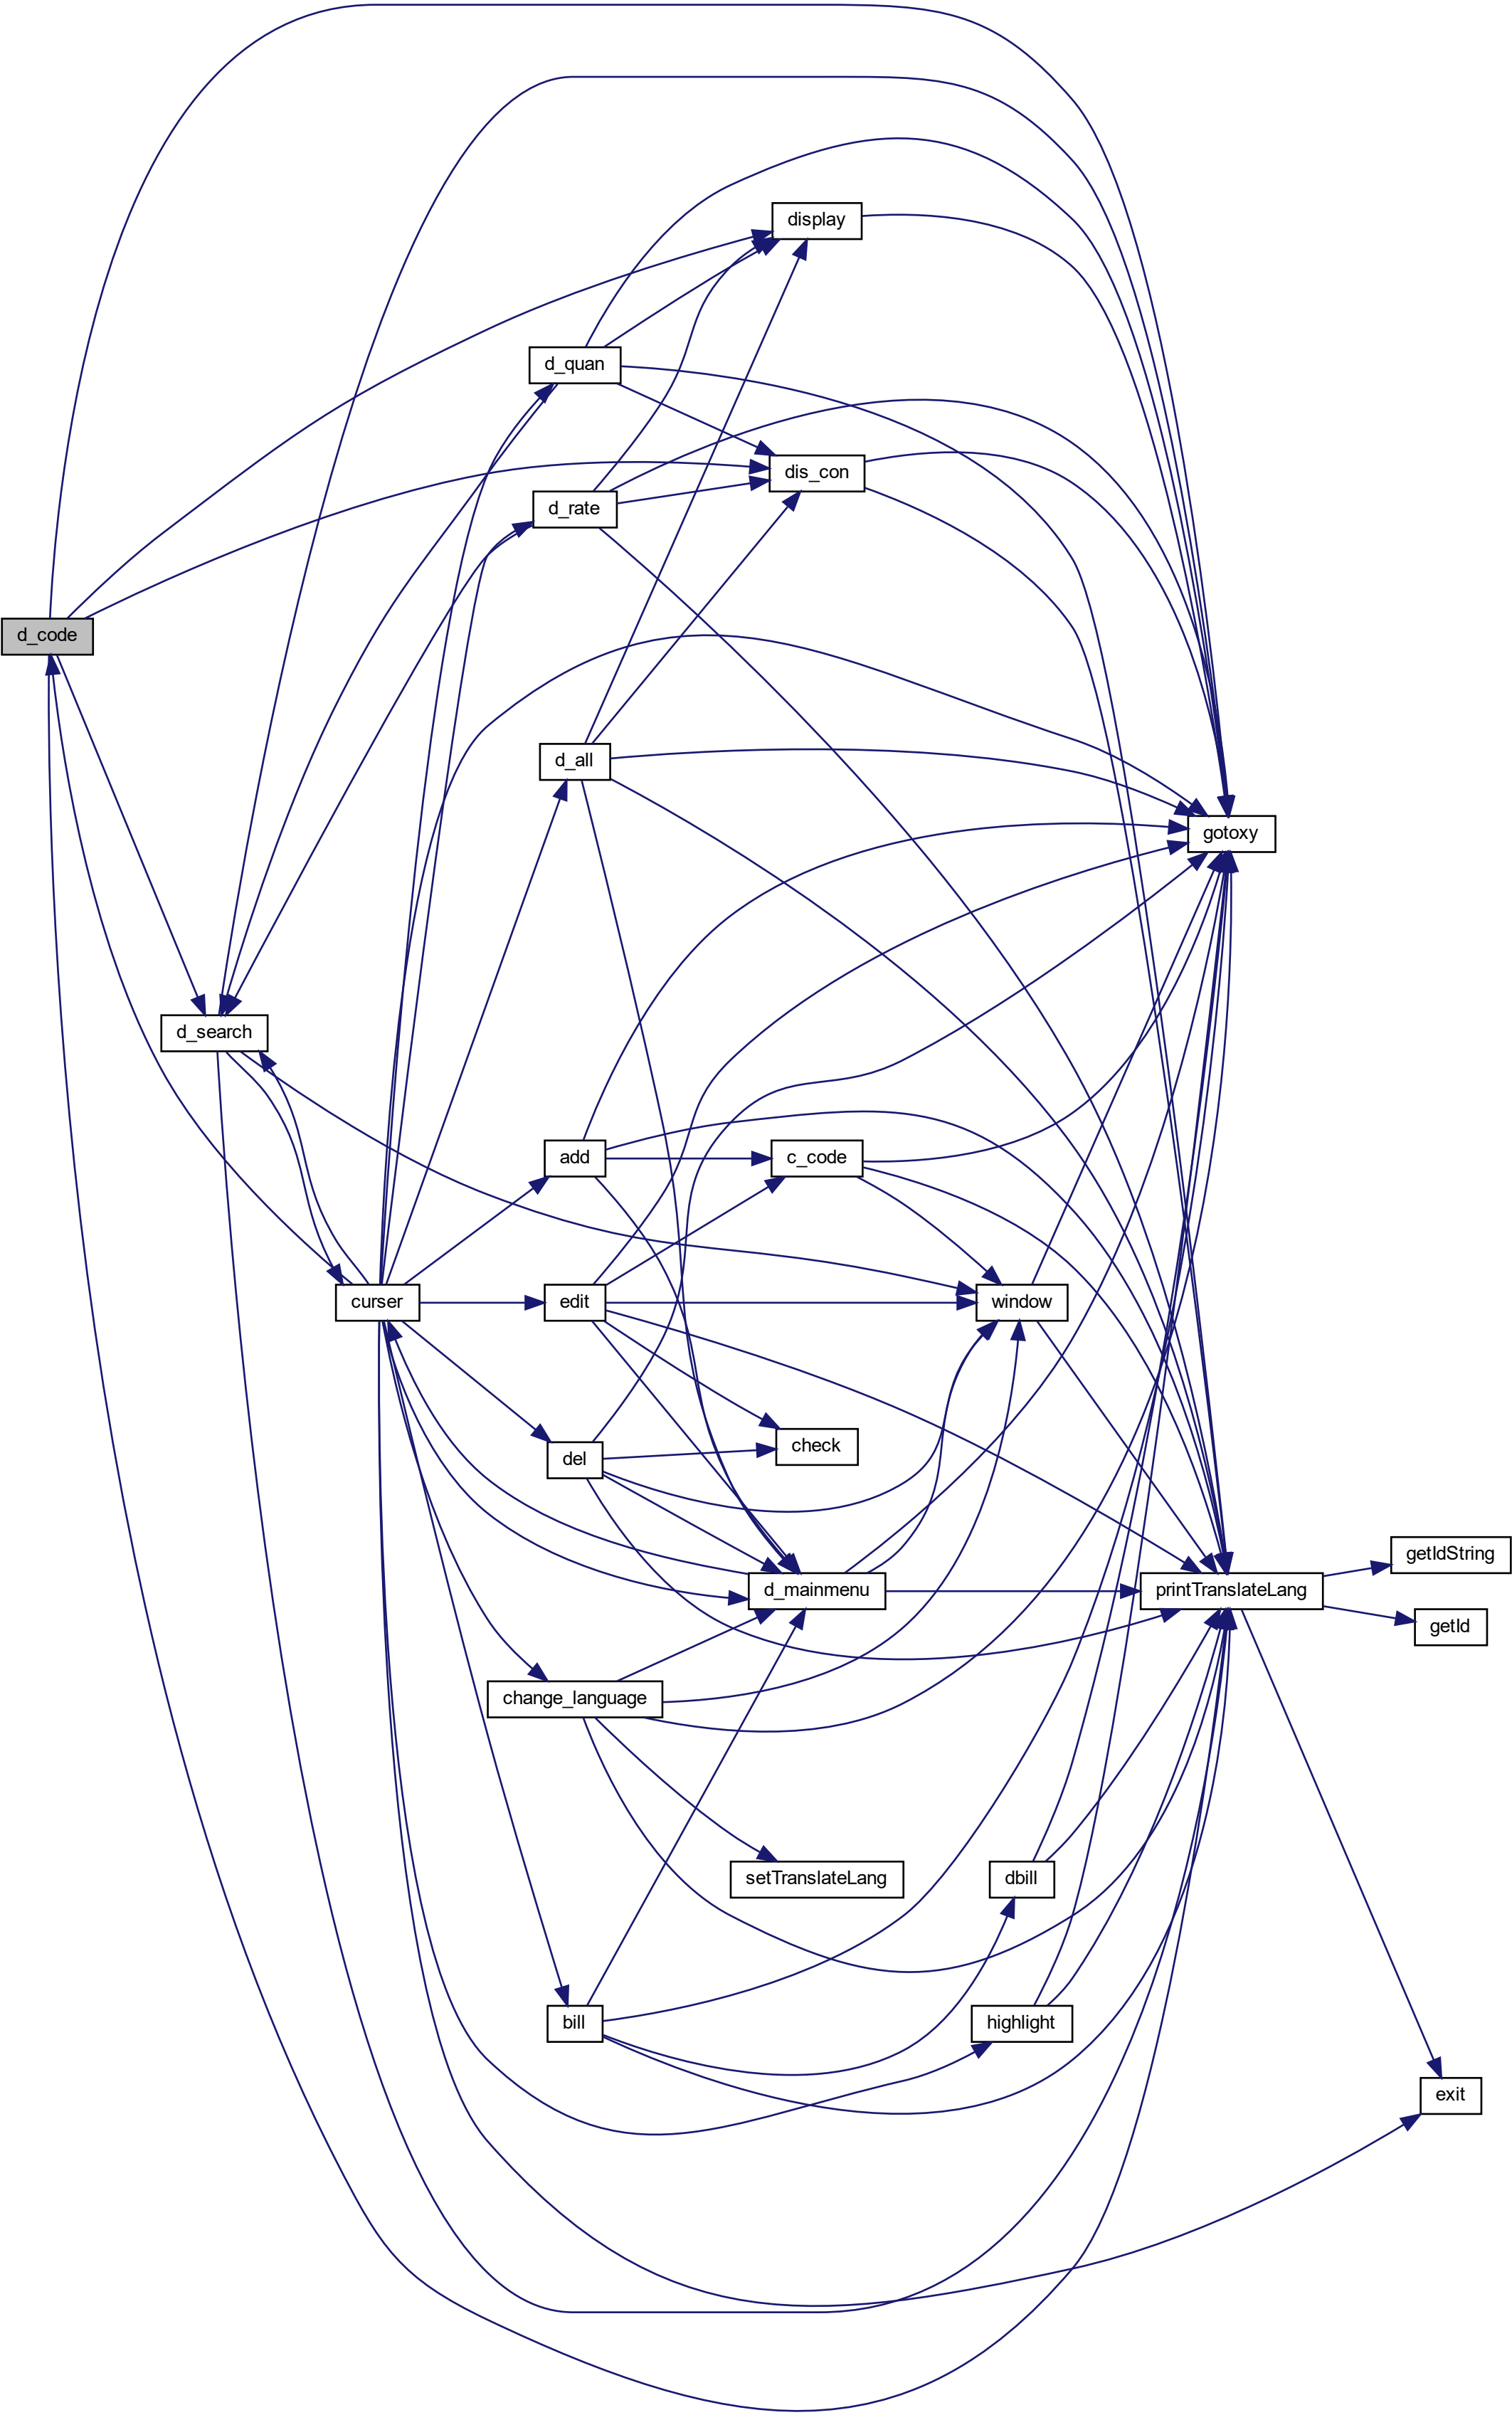 display
d_quan
dis_con
d_rate
d_code
d_all
gotoxy
d_search
add
c_code
curser
edit
window
del
check
getIdString
d_mainmenu
printTranslateLang
getId
change_language
setTranslateLang
dbill
bill
highlight
exit